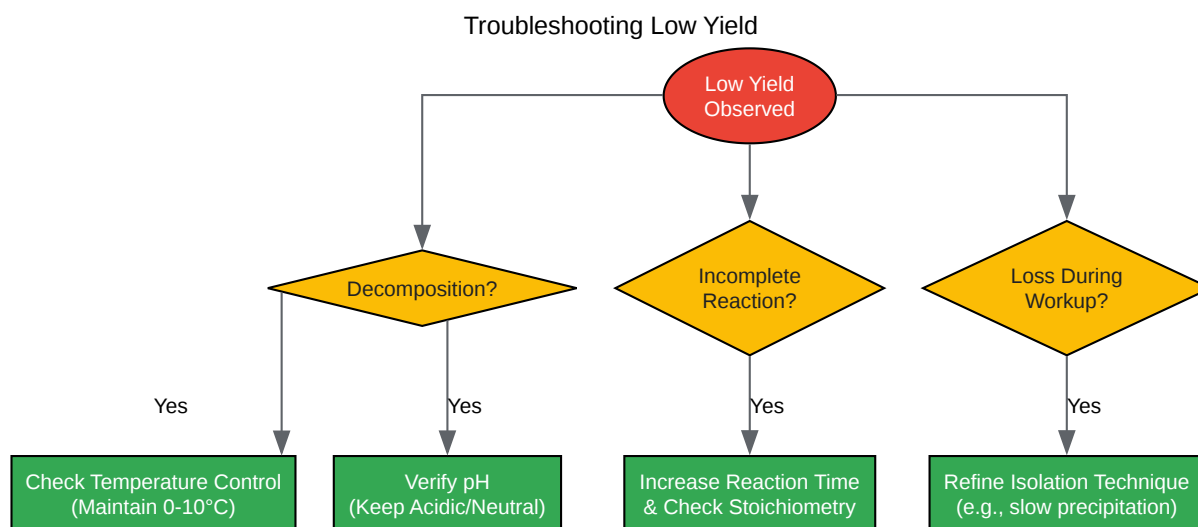 Troubleshooting Low Yield
Low Yield
Observed
Decomposition?
Incomplete
Reaction?
Loss During
Workup?
Yes
Yes
Yes
Yes
Check Temperature Control
(Maintain 0-10°C)
Verify pH
(Keep Acidic/Neutral)
Increase Reaction Time
& Check Stoichiometry
Refine Isolation Technique
(e.g., slow precipitation)